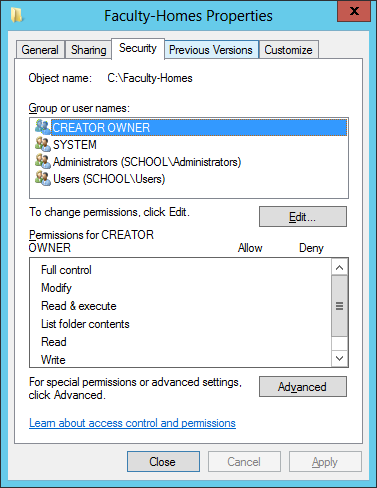 Faculty-Homes Properties
General Sharing Security Previous Versions Customize
Object name: C:\Faculty-Homes
Group or user names:
CREATOR OWNER
SYSTEM
Administrators (SCHOOL\Administrators)
Users (SCHOOL\Users)
To change permissions, click Edit.
Edit...
Permissions for CREATOR
OWNER Allow Deny
Full control
Modify
Read & execute
List folder contents
Read
Write
For special permissions or advanced settings,
click Advanced.
Advanced
Learn about access control and permissions
Close Cancel Apply